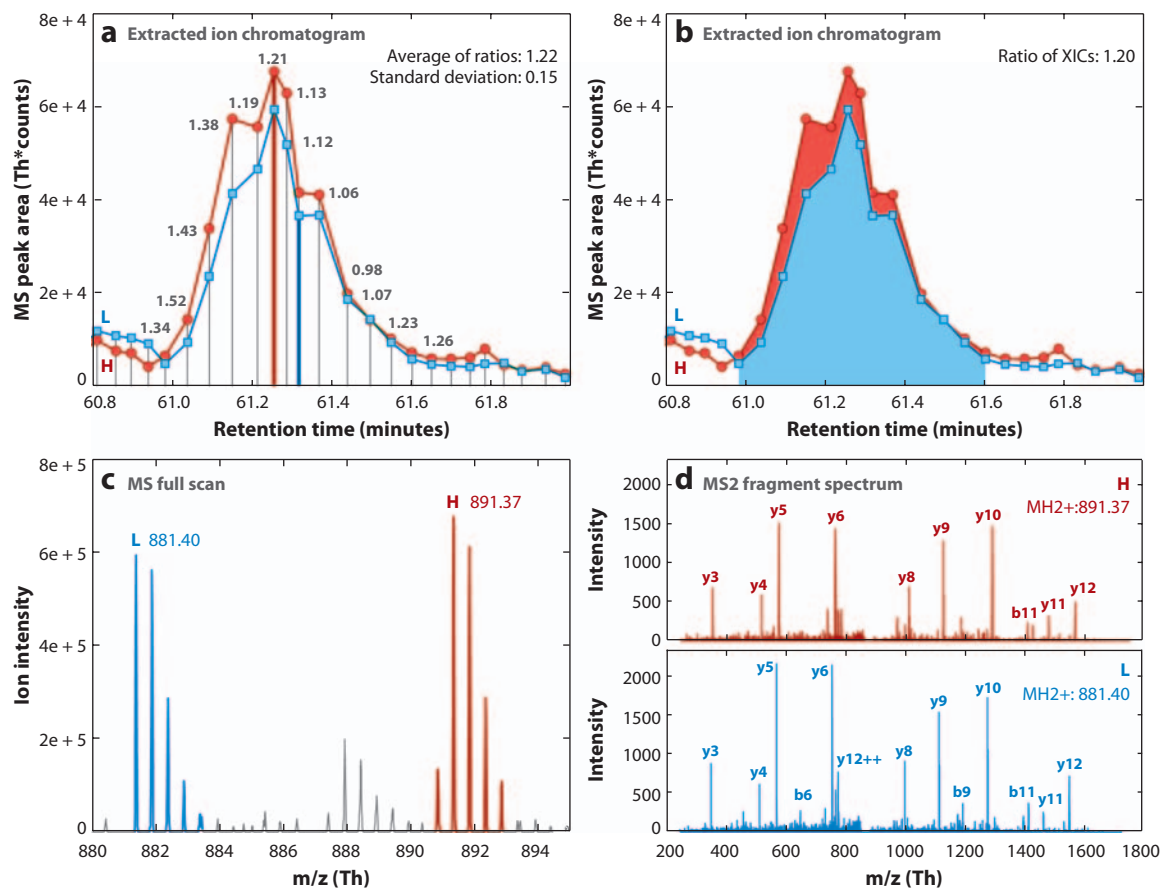 a Extracted ion chromatogram
Average of ratios: 1.22
Standard deviation: 0.15
MS peak area (Th*counts)
8e + 4
6e + 4
4e + 4
2e + 4
0
1.34
1.52
1.43
1.38
1.19
1.21
1.13
1.12
1.06
0.98
1.07
1.23
1.26
L
H
60.8 61.0 61.2 61.4 61.6 61.8
Retention time (minutes)
b Extracted ion chromatogram
Ratio of XICs: 1.20
MS peak area (Th*counts)
8e + 4
6e + 4
4e + 4
2e + 4
0
L
H
60.8 61.0 61.2 61.4 61.6 61.8
Retention time (minutes)
c MS full scan
Ion intensity
8e + 5
6e + 5
4e + 5
2e + 5
0
L 881.40
H 891.37
880 882 884 886 888 890 892 894
m/z (Th)
d MS2 fragment spectrum
H
MH2+:891.37
Intensity
2000
1500
1000
500
0
y3
y4
y5
y6
y8
y9
y10
b11
y11
y12
L
MH2+: 881.40
Intensity
2000
1500
1000
500
0
y3
y4
y5
b6
y6
y12++
y8
y9
b9
y10
b11
y11
y12
200 400 600 800 1000 1200 1400 1600 1800
m/z (Th)